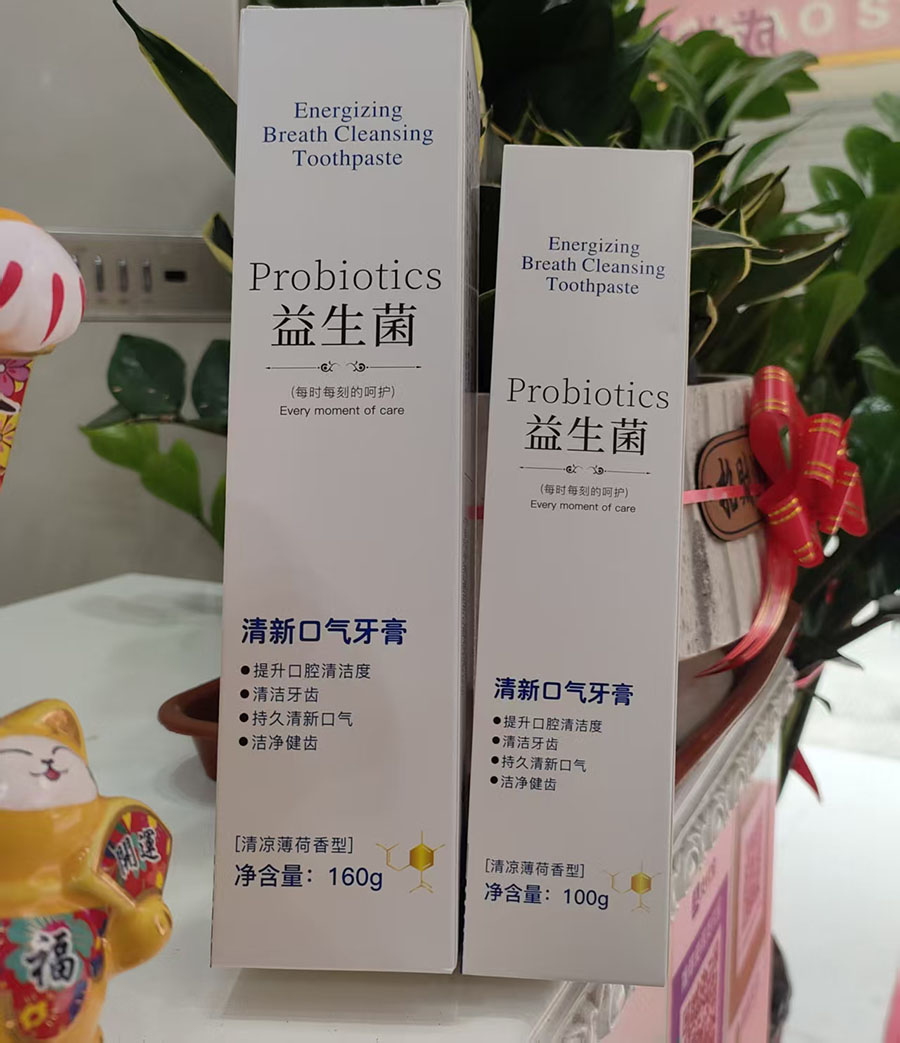 Energizing
Breath Cleansing
Toothpaste
Probiotics
益生菌
(每时每刻的呵护)
Every moment of care
清新口气牙膏
●提升口腔清洁度
●清洁牙齿
●持久清新口气
●洁净健齿
[清凉薄荷香型]
净含量：160g
Energizing
Breath Cleansing
Toothpaste
Probiotics
益生菌
(每时每刻的呵护)
Every moment of care
清新口气牙膏
●提升口腔清洁度
●清洁牙齿
●持久清新口气
●洁净健齿
[清凉薄荷香型]
净含量：100g
開運
福